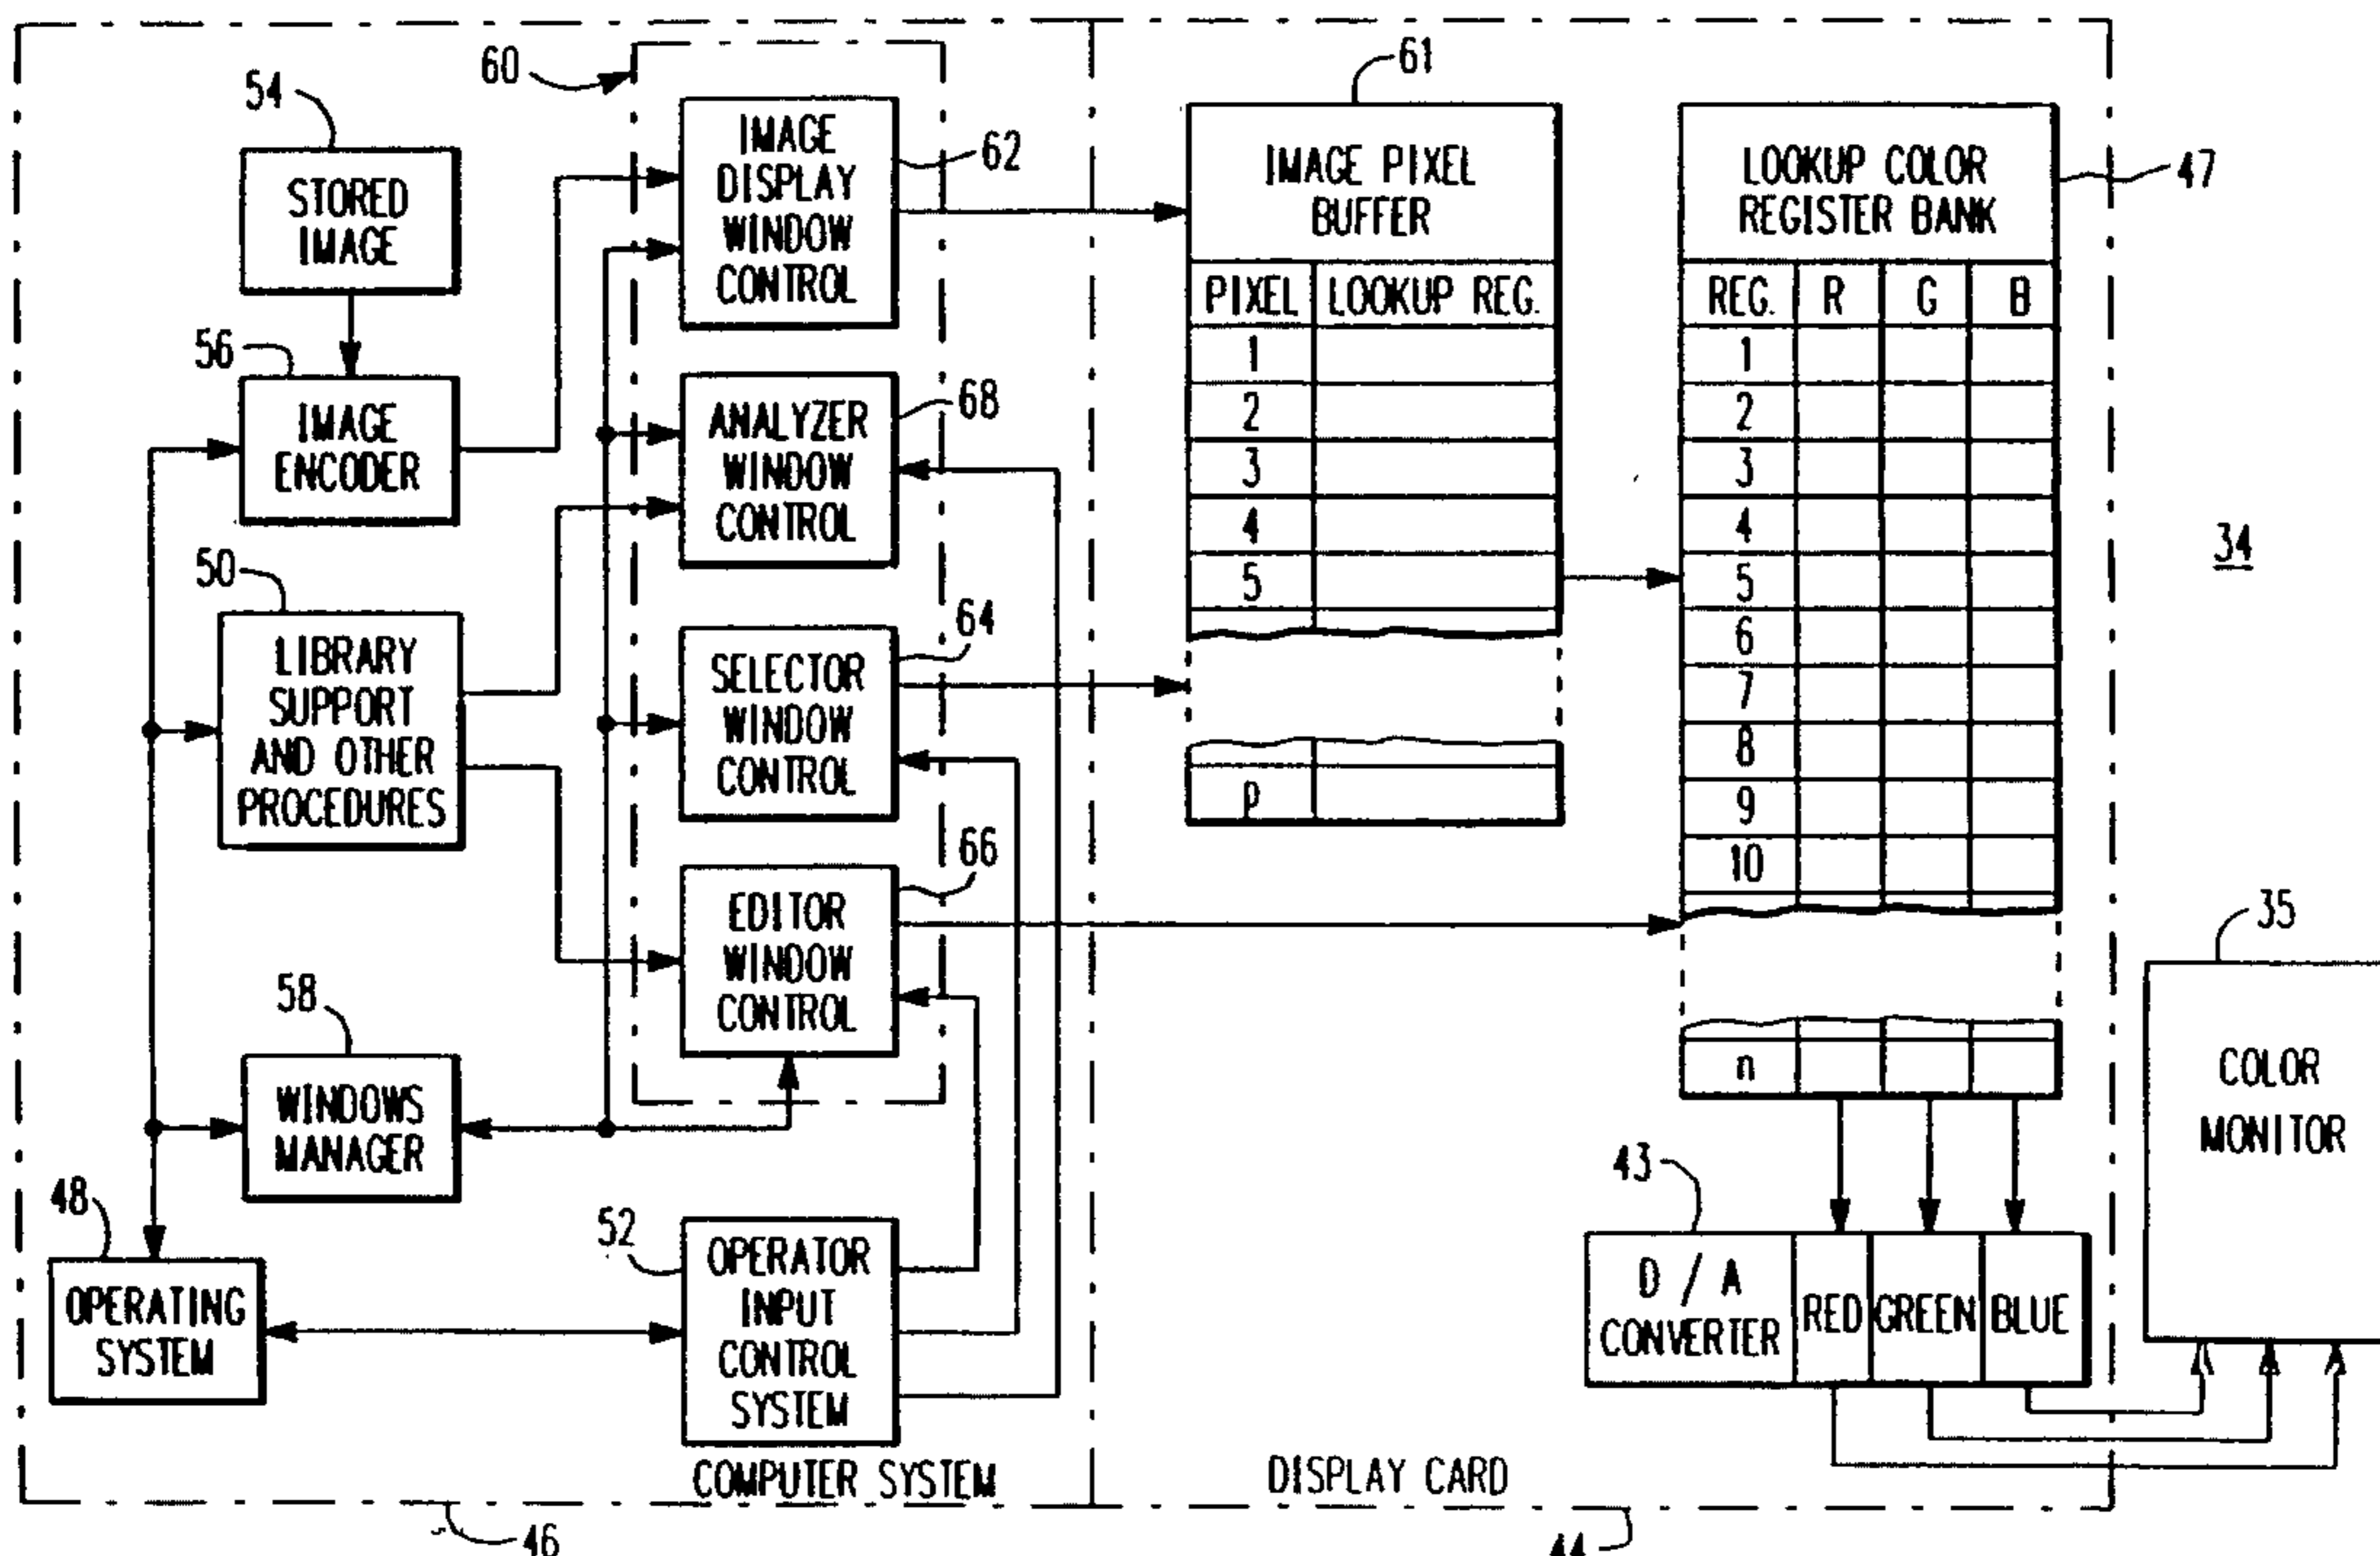 54
STORED
IMAGE
56
IMAGE
ENCODER
50
LIBRARY
SUPPORT
AND OTHER
PROCEDURES
58
WINDOWS
MANAGER
48
OPERATING
SYSTEM
60
IMAGE
DISPLAY
WINDOW
CONTROL
62
ANALYZER
WINDOW
CONTROL
68
SELECTOR
WINDOW
CONTROL
64
EDITOR
WINDOW
CONTROL
66
52
OPERATOR
INPUT
CONTROL
SYSTEM
COMPUTER SYSTEM
46
61
IMAGE PIXEL
BUFFER
PIXEL LOOKUP REG.
1
2
3
4
5
p
47
LOOKUP COLOR
REGISTER BANK
REG. R G B
1
2
3
4
5
6
7
8
9
10
n
43
D / A
CONVERTER
RED GREEN BLUE
DISPLAY CARD
44
34
35
COLOR
MONITOR